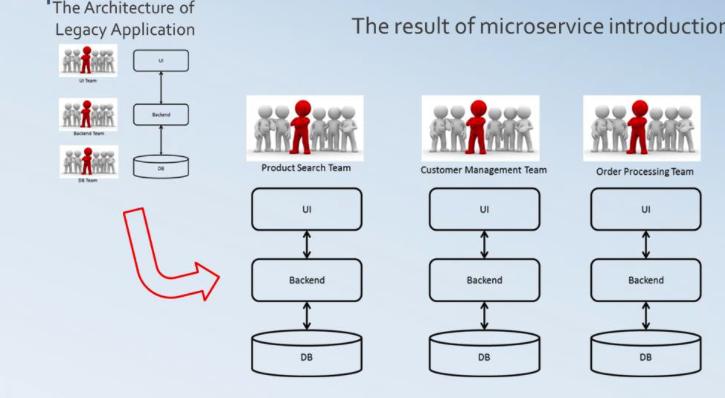 The Architecture of
Legacy Application
The result of microservice introduction
UI
UI Team
Backend
Backend Team
DB
DB Team
Product Search Team
Customer Management Team
Order Processing Team
UI
UI
UI
Backend
Backend
Backend
DB
DB
DB